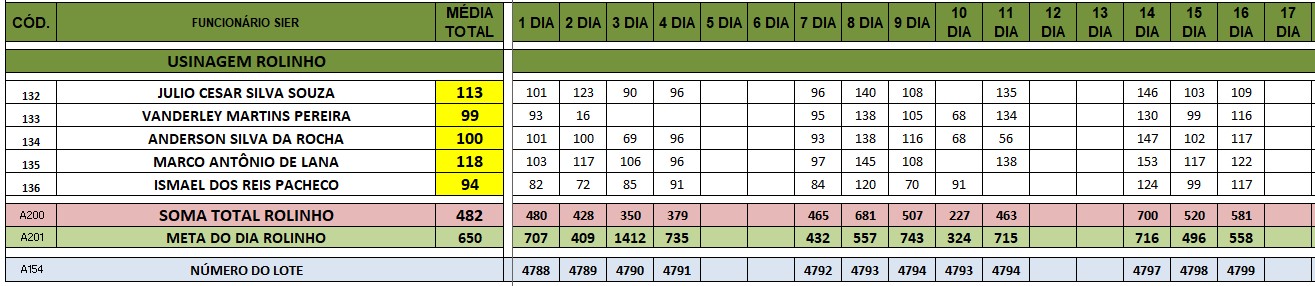 CÓD. FUNCIONÁRIO SIER MÉDIA TOTAL 1 DIA 2 DIA 3 DIA 4 DIA 5 DIA 6 DIA 7 DIA 8 DIA 9 DIA 10 DIA 11 DIA 12 DIA 13 DIA 14 DIA 15 DIA 16 DIA 17 DIA
USINAGEM ROLINHO
132 JULIO CESAR SILVA SOUZA 113 101 123 90 96 96 140 108 135 146 103 109
133 VANDERLEY MARTINS PEREIRA 99 93 16 95 138 105 68 134 130 99 116
134 ANDERSON SILVA DA ROCHA 100 101 100 69 96 93 138 116 68 56 147 102 117
135 MARCO ANTÔNIO DE LANA 118 103 117 106 96 97 145 108 138 153 117 122
136 ISMAEL DOS REIS PACHECO 94 82 72 85 91 84 120 70 91 124 99 117
A200 SOMA TOTAL ROLINHO 482 480 428 350 379 465 681 507 227 463 700 520 581
A201 META DO DIA ROLINHO 650 707 409 1412 735 432 557 743 324 715 716 496 558
A154 NÚMERO DO LOTE 4788 4789 4790 4791 4792 4793 4794 4793 4794 4797 4798 4799